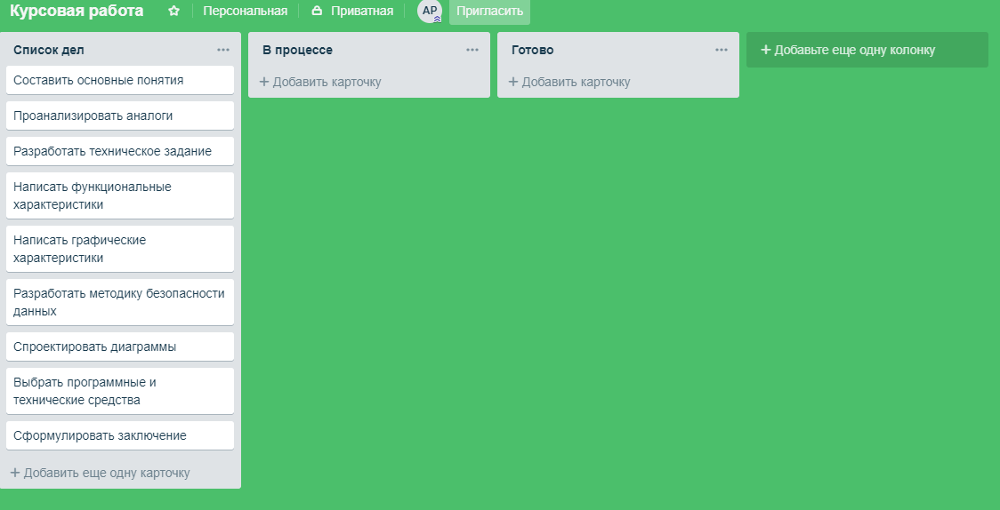 Курсовая работа Персональная Приватная AP Пригласить
Список дел
Составить основные понятия
Проанализировать аналоги
Разработать техническое задание
Написать функциональные
характеристики
Написать графические
характеристики
Разработать методику безопасности
данных
Спроектировать диаграммы
Выбрать программные и
технические средства
Сформулировать заключение
+ Добавить еще одну карточку
В процессе
+ Добавить карточку
Готово
+ Добавить карточку
+ Добавьте еще одну колонку